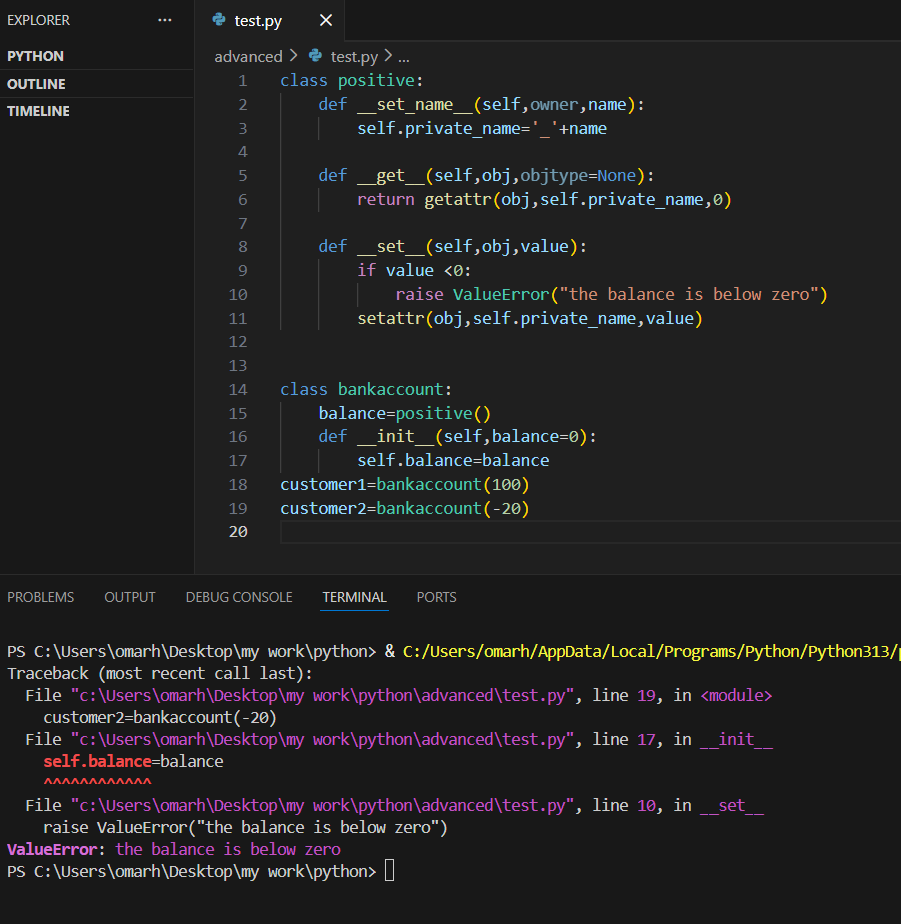 EXPLORER ...
test.py
PYTHON
OUTLINE
TIMELINE
advanced > test.py > ...
1 class positive:
2     def __set_name__(self,owner,name):
3         self.private_name='_'+name
4
5     def __get__(self,obj,objtype=None):
6         return getattr(obj,self.private_name,0)
7
8     def __set__(self,obj,value):
9         if value <0:
10             raise ValueError("the balance is below zero")
11         setattr(obj,self.private_name,value)
12
13
14 class bankaccount:
15     balance=positive()
16     def __init__(self,balance=0):
17         self.balance=balance
18 customer1=bankaccount(100)
19 customer2=bankaccount(-20)
20
PROBLEMS OUTPUT DEBUG CONSOLE TERMINAL PORTS
PS C:\Users\omarh\Desktop\my work\python> & C:/Users/omarh/AppData/Local/Programs/Python/Python313/
Traceback (most recent call last):
  File "c:\Users\omarh\Desktop\my work\python\advanced\test.py", line 19, in <module>
    customer2=bankaccount(-20)
  File "c:\Users\omarh\Desktop\my work\python\advanced\test.py", line 17, in __init__
    self.balance=balance
    ^^^^^^^^^^^^
  File "c:\Users\omarh\Desktop\my work\python\advanced\test.py", line 10, in __set__
    raise ValueError("the balance is below zero")
ValueError: the balance is below zero
PS C:\Users\omarh\Desktop\my work\python>